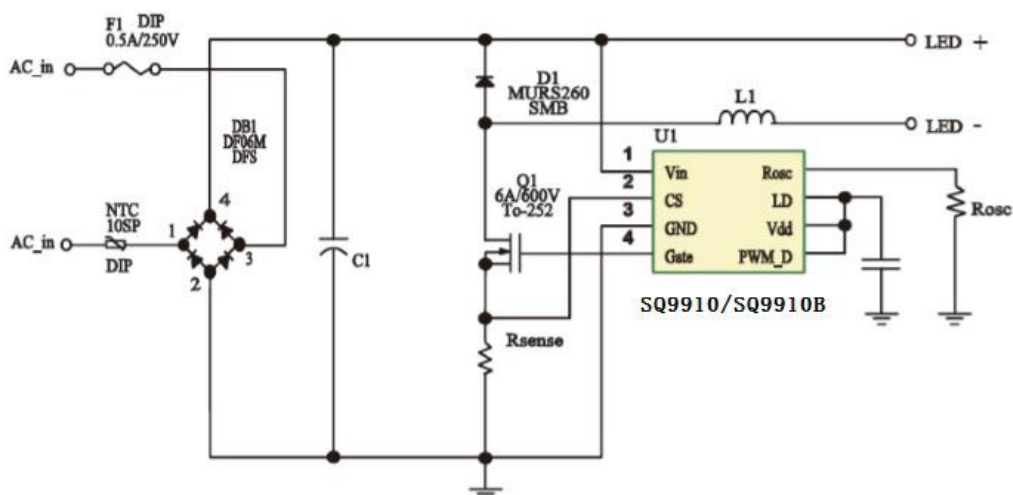 F1 DIP
0.5A/250V
AC_in
LED +
D1
MURS260
SMB
L1
LED -
DB1
DF06M
DFS
U1
1
Vin
Rosc
2
CS
LD
3
GND
Vdd
4
Gate
PWM_D
Rosc
Q1
6A/600V
To-252
4
NTC
10SP
AC_in
1
3
DIP
2
C1
SQ9910/SQ9910B
Rsense